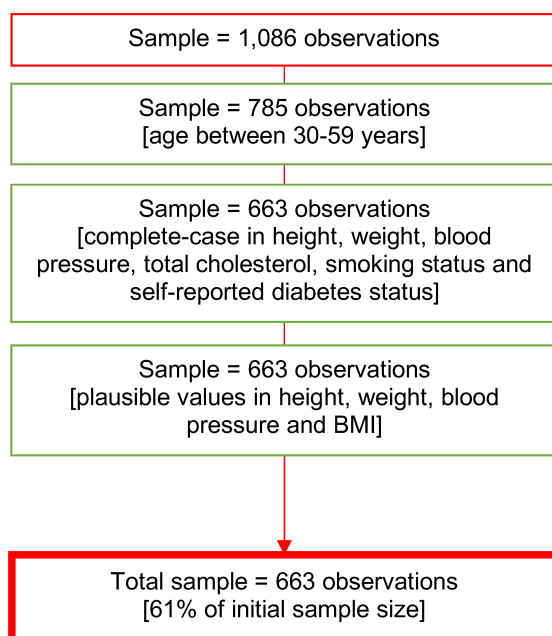 Sample = 1,086 observations
Sample = 785 observations
[age between 30-59 years]
Sample = 663 observations
[complete-case in height, weight, blood
pressure, total cholesterol, smoking status and
self-reported diabetes status]
Sample = 663 observations
[plausible values in height, weight, blood
pressure and BMI]
Total sample = 663 observations
[61% of initial sample size]